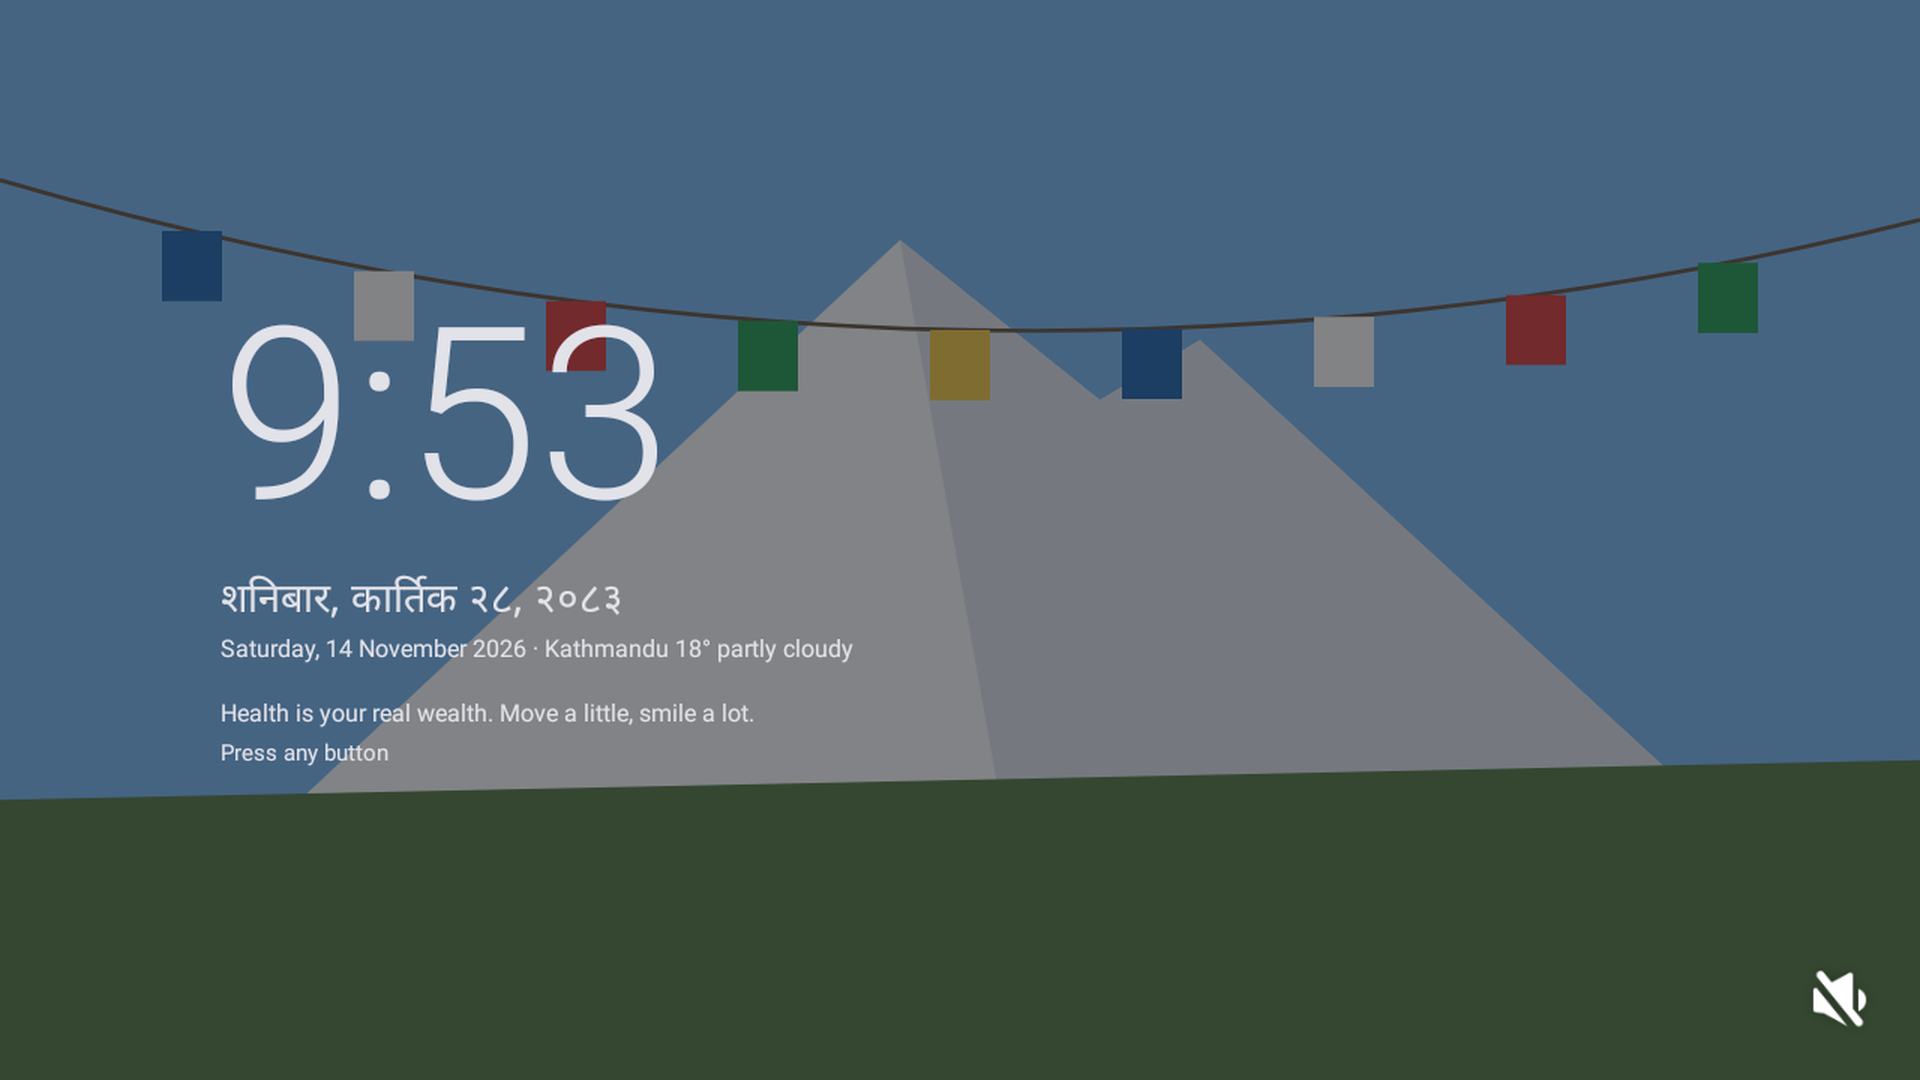 9:53
शनिबार, कार्तिक २८, २०८३
Saturday, 14 November 2026 · Kathmandu 18° partly cloudy
Health is your real wealth. Move a little, smile a lot.
Press any button